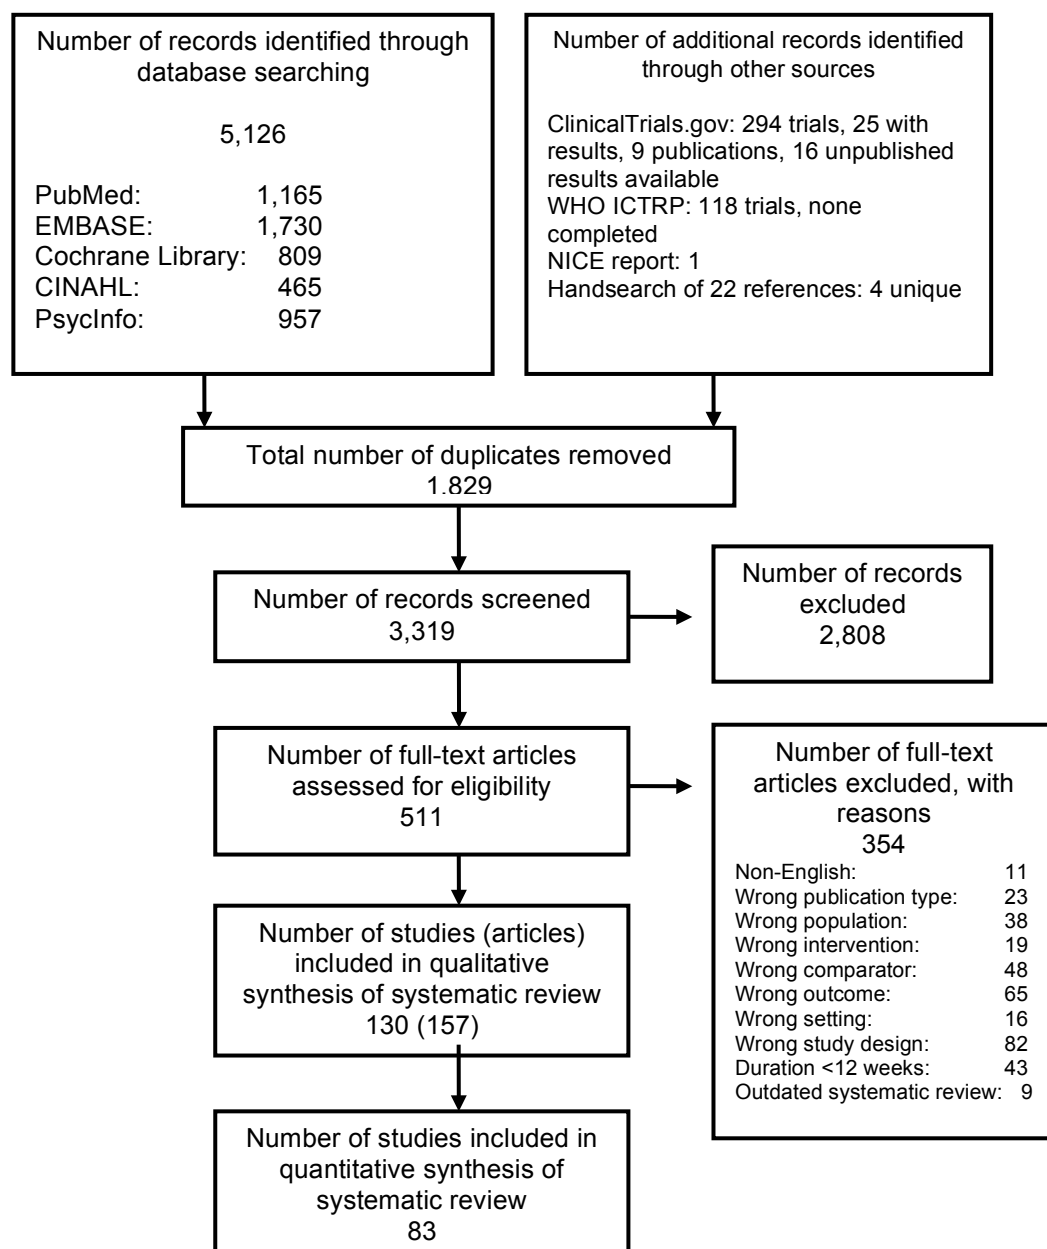 Number of records identified through
database searching
5,126
PubMed: 1,165
EMBASE: 1,730
Cochrane Library: 809
CINAHL: 465
PsycInfo: 957
Number of additional records identified
through other sources
ClinicalTrials.gov: 294 trials, 25 with
results, 9 publications, 16 unpublished
results available
WHO ICTRP: 118 trials, none
completed
NICE report: 1
Handsearch of 22 references: 4 unique
Total number of duplicates removed
1,829
Number of records screened
3,319
Number of records
excluded
2,808
Number of full-text articles
assessed for eligibility
511
Number of full-text
articles excluded, with
reasons
354
Non-English: 11
Wrong publication type: 23
Wrong population: 38
Wrong intervention: 19
Wrong comparator: 48
Wrong outcome: 65
Wrong setting: 16
Wrong study design: 82
Duration <12 weeks: 43
Outdated systematic review: 9
Number of studies (articles)
included in qualitative
synthesis of systematic review
130 (157)
Number of studies included in
quantitative synthesis of
systematic review
83